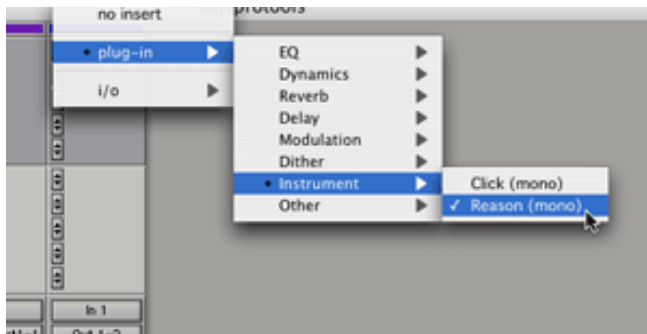 protools
no insert
• plug-in
i/o
EQ
Dynamics
Reverb
Delay
Modulation
Dither
• Instrument
Other
Click (mono)
✓ Reason (mono)
In 1